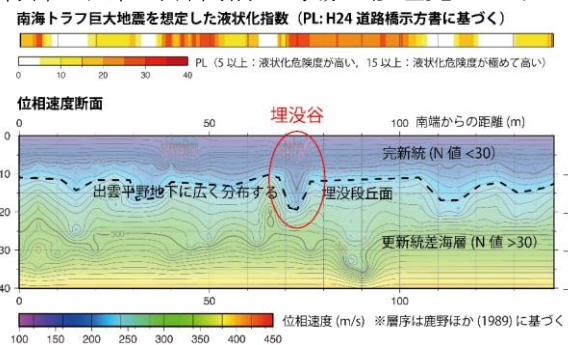 南海トラフ巨大地震を想定した液状化指数（PL: H24 道路橋示方書に基づく）
0 10 20 30 40
PL（5 以上：液状化危険度が高い，15 以上：液状化危険度が極めて高い）
位相速度断面
埋没谷
0 50 100 南端からの距離 (m)
0
完新統 (N 値 <30)
10
出雲平野地下に広く分布する 埋没段丘面
20
更新統差海層 (N 値 >30)
30
40
0 50 100
100 150 200 250 300 350 400 450
位相速度 (m/s) ※層序は鹿野ほか (1989) に基づく